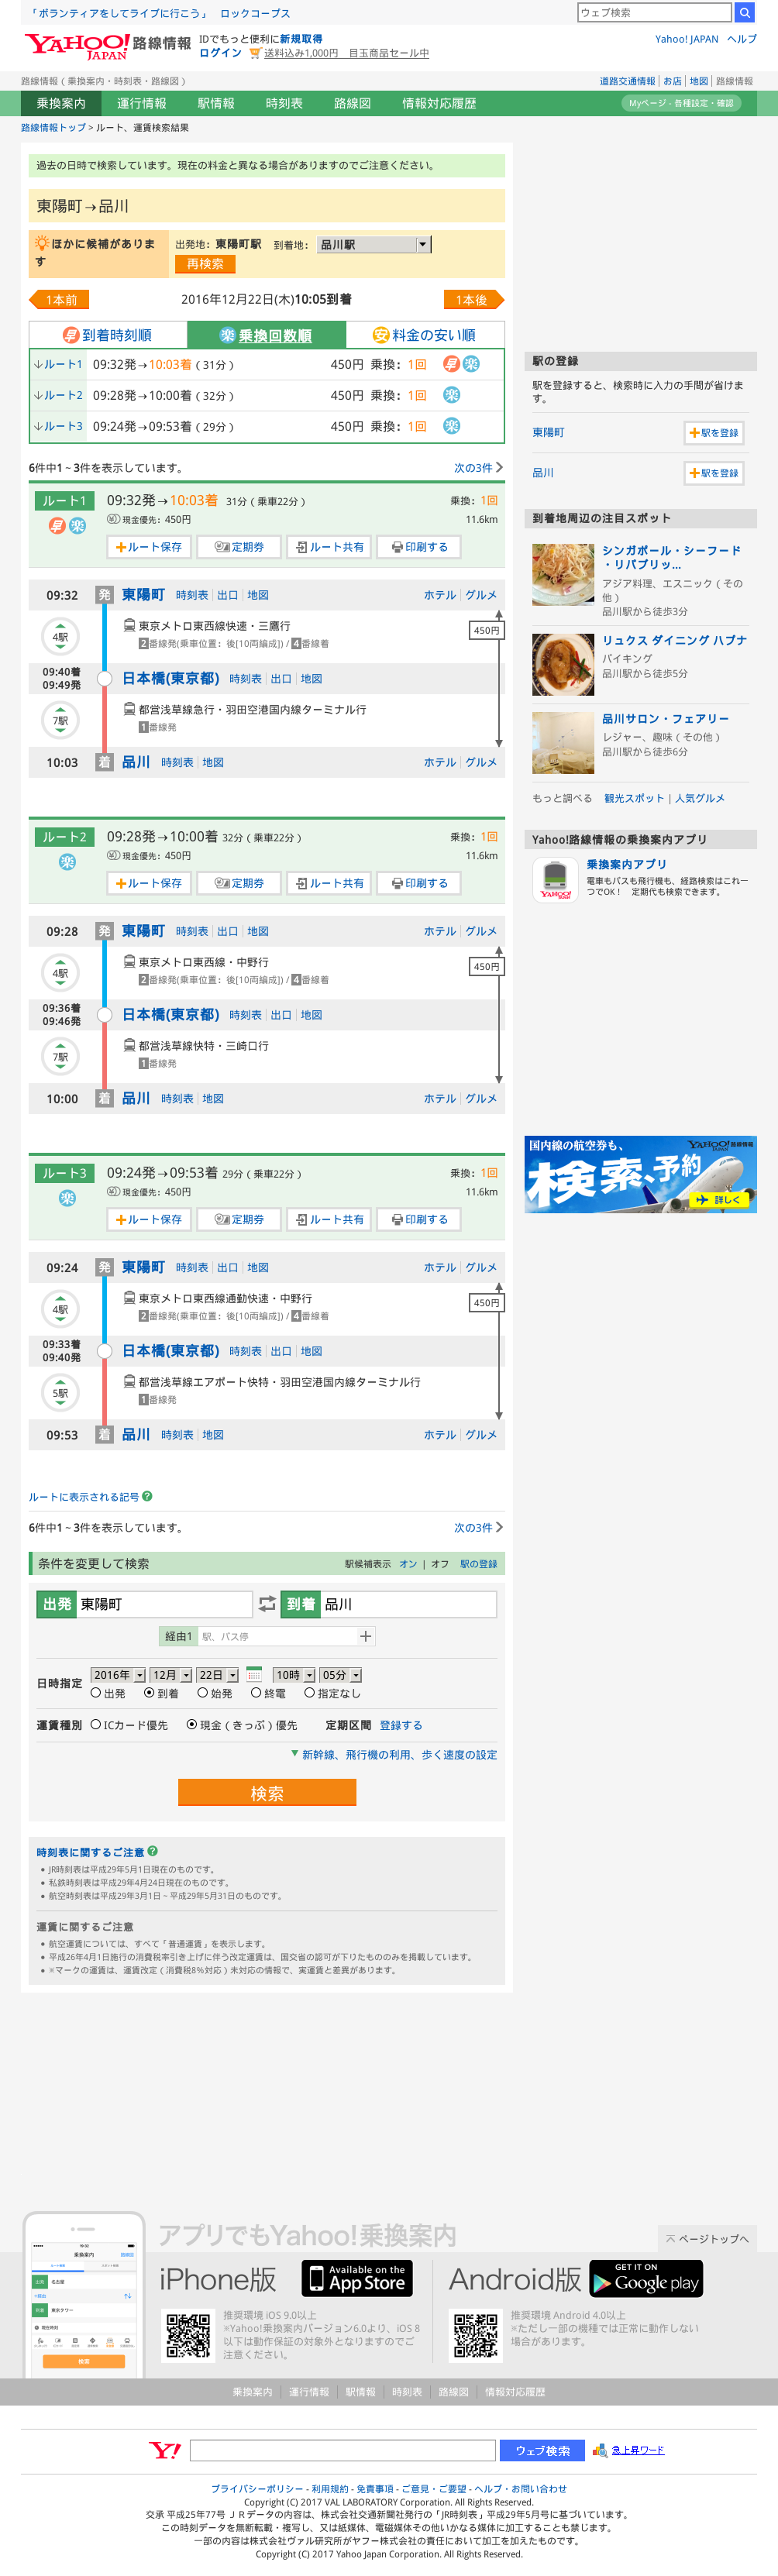 「ボランティアをしてライブに行こう」　ロックコープス
ウェブ検索
YAHOO! JAPAN 路線情報
IDでもっと便利に新規取得
ログイン 送料込み1,000円　目玉商品セール中
Yahoo! JAPAN ヘルプ
路線情報（乗換案内・時刻表・路線図）
道路交通情報 お店 地図 路線情報
乗換案内 運行情報 駅情報 時刻表 路線図 情報対応履歴
Myページ - 各種設定・確認
路線情報トップ > ルート、運賃検索結果
過去の日時で検索しています。現在の料金と異なる場合がありますのでご注意ください。
東陽町→品川
ほかに候補があります
出発地：東陽町駅 到着地：品川駅
再検索
1本前 2016年12月22日(木)10:05到着 1本後
早 到着時刻順 楽 乗換回数順 安 料金の安い順
ルート1 09:32発→10:03着（31分） 450円 乗換：1回 早 楽
ルート2 09:28発→10:00着（32分） 450円 乗換：1回 楽
ルート3 09:24発→09:53着（29分） 450円 乗換：1回 楽
6件中1 ~ 3件を表示しています。 次の3件
ルート1 09:32発→10:03着 31分（乗車22分） 乗換：1回
早 楽 現金優先：450円 11.6km
ルート保存 定期券 ルート共有 印刷する
09:32 発 東陽町 時刻表 出口 地図 ホテル グルメ
4駅 東京メトロ東西線快速・三鷹行 450円
2番線発(乗車位置：後[10両編成]) / 4番線着
09:40着
09:49発 日本橋(東京都) 時刻表 出口 地図
7駅 都営浅草線急行・羽田空港国内線ターミナル行
1番線発
10:03 着 品川 時刻表 地図 ホテル グルメ
ルート2 09:28発→10:00着 32分（乗車22分） 乗換：1回
楽 現金優先：450円 11.6km
ルート保存 定期券 ルート共有 印刷する
09:28 発 東陽町 時刻表 出口 地図 ホテル グルメ
4駅 東京メトロ東西線・中野行 450円
2番線発(乗車位置：後[10両編成]) / 4番線着
09:36着
09:46発 日本橋(東京都) 時刻表 出口 地図
7駅 都営浅草線快特・三崎口行
1番線発
10:00 着 品川 時刻表 地図 ホテル グルメ
ルート3 09:24発→09:53着 29分（乗車22分） 乗換：1回
楽 現金優先：450円 11.6km
ルート保存 定期券 ルート共有 印刷する
09:24 発 東陽町 時刻表 出口 地図 ホテル グルメ
4駅 東京メトロ東西線通勤快速・中野行 450円
2番線発(乗車位置：後[10両編成]) / 4番線着
09:33着
09:40発 日本橋(東京都) 時刻表 出口 地図
5駅 都営浅草線エアポート快特・羽田空港国内線ターミナル行
1番線発
09:53 着 品川 時刻表 地図 ホテル グルメ
ルートに表示される記号
6件中1 ~ 3件を表示しています。 次の3件
条件を変更して検索 駅候補表示 オン | オフ 駅の登録
出発 東陽町 到着 品川
経由1 駅、バス停
日時指定 2016年 12月 22日 10時 05分
出発 到着 始発 終電 指定なし
運賃種別 ICカード優先 現金（きっぷ）優先 定期区間 登録する
新幹線、飛行機の利用、歩く速度の設定
検索
時刻表に関するご注意
JR時刻表は平成29年5月1日現在のものです。
私鉄時刻表は平成29年4月24日現在のものです。
航空時刻表は平成29年3月1日～平成29年5月31日のものです。
運賃に関するご注意
航空運賃については、すべて「普通運賃」を表示します。
平成26年4月1日施行の消費税率引き上げに伴う改定運賃は、国交省の認可が下りたもののみを掲載しています。
※マークの運賃は、運賃改定（消費税8%対応）未対応の情報で、実運賃と差異があります。
駅の登録
駅を登録すると、検索時に入力の手間が省けます。
東陽町 駅を登録
品川 駅を登録
到着地周辺の注目スポット
シンガポール・シーフード・リパブリッ...
アジア料理、エスニック（その他）
品川駅から徒歩3分
リュクス ダイニング ハプナ
バイキング
品川駅から徒歩5分
品川サロン・フェアリー
レジャー、趣味（その他）
品川駅から徒歩6分
もっと調べる 観光スポット | 人気グルメ
Yahoo!路線情報の乗換案内アプリ
乗換案内アプリ
電車もバスも飛行機も、経路検索はこれ一つでOK！　定期代も検索できます。
国内線の航空券も、 YAHOO! JAPAN 路線情報
検索、予約
詳しく
アプリでもYahoo!乗換案内
ページトップへ
iPhone版 Available on the App Store
推奨環境 iOS 9.0以上
※Yahoo!乗換案内バージョン6.0より、iOS 8以下は動作保証の対象外となりますのでご注意ください。
Android版 GET IT ON Google play
推奨環境 Android 4.0以上
※ただし一部の機種では正常に動作しない場合があります。
乗換案内 運行情報 駅情報 時刻表 路線図 情報対応履歴
Y! ウェブ検索 急上昇ワード
プライバシーポリシー - 利用規約 - 免責事項 - ご意見・ご要望 - ヘルプ・お問い合わせ
Copyright (C) 2017 VAL LABORATORY Corporation. All Rights Reserved.
交承 平成25年77号 ＪＲデータの内容は、株式会社交通新聞社発行の「JR時刻表」平成29年5月号に基づいています。
この時刻データを無断転載・複写し、又は紙媒体、電磁媒体その他いかなる媒体に加工することも禁じます。
一部の内容は株式会社ヴァル研究所がヤフー株式会社の責任において加工を加えたものです。
Copyright (C) 2017 Yahoo Japan Corporation. All Rights Reserved.